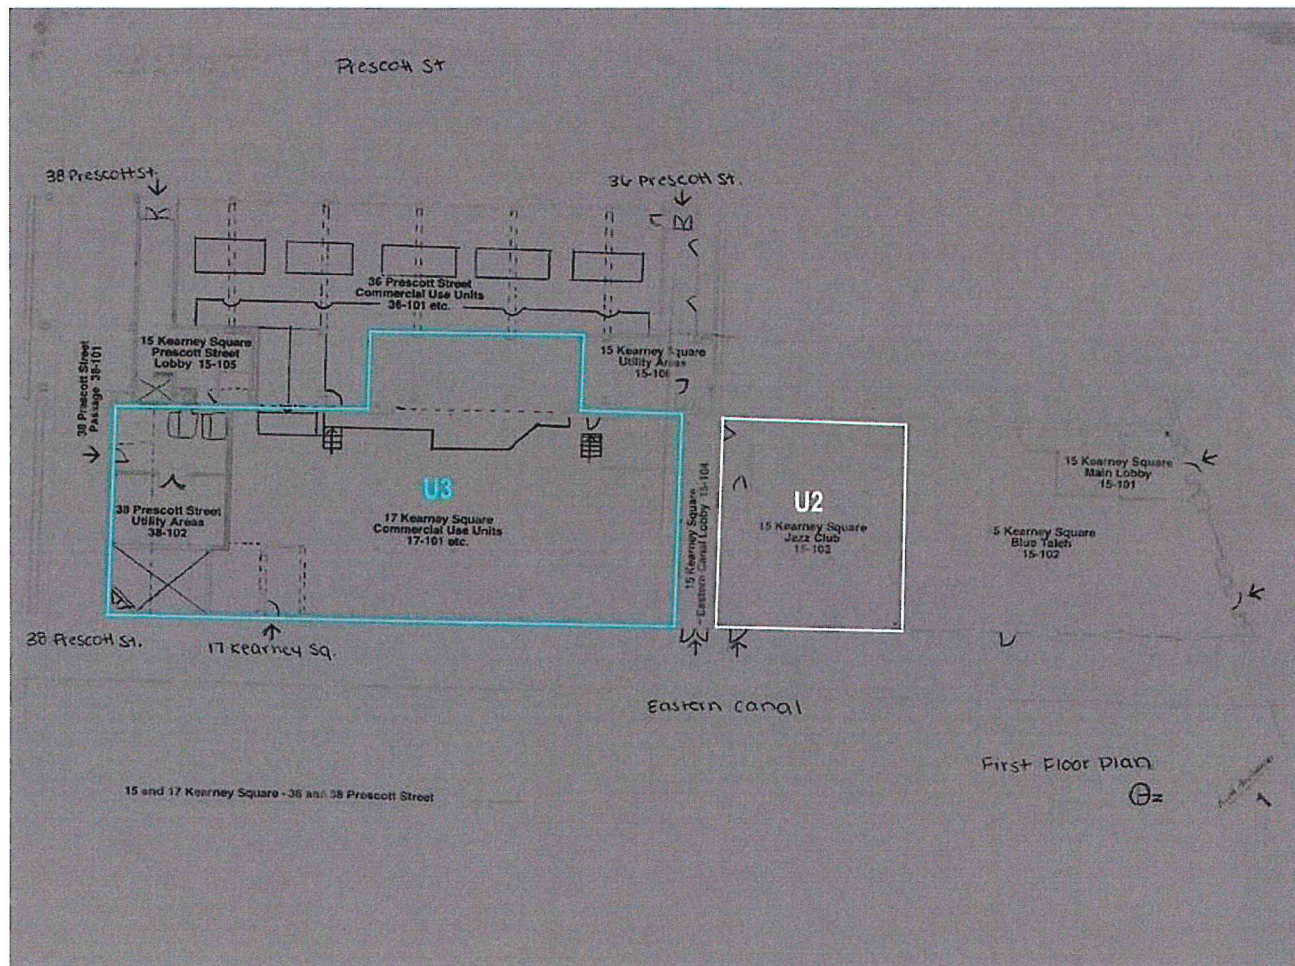 Prescott St
38 Prescott St.
36 Prescott St.
36 Prescott Street
Commercial Use Units
36-101 etc.
15 Kearney Square
Prescott Street
Lobby 15-105
15 Kearney Square
Utility Areas
15-106
38 Prescott Street
Passage 38-101
U3
17 Kearney Square
Commercial Use Units
17-101 etc.
38 Prescott Street
Utility Areas
38-102
15 Kearney Square
Eastern Canal Lobby 15-104
U2
15 Kearney Square
Jazz Club
15-103
15 Kearney Square
Main Lobby
15-101
5 Kearney Square
Blue Taleh
15-102
38 Prescott St.
17 Kearney Sq.
Eastern Canal
First Floor Plan
15 and 17 Kearney Square - 36 and 38 Prescott Street
1